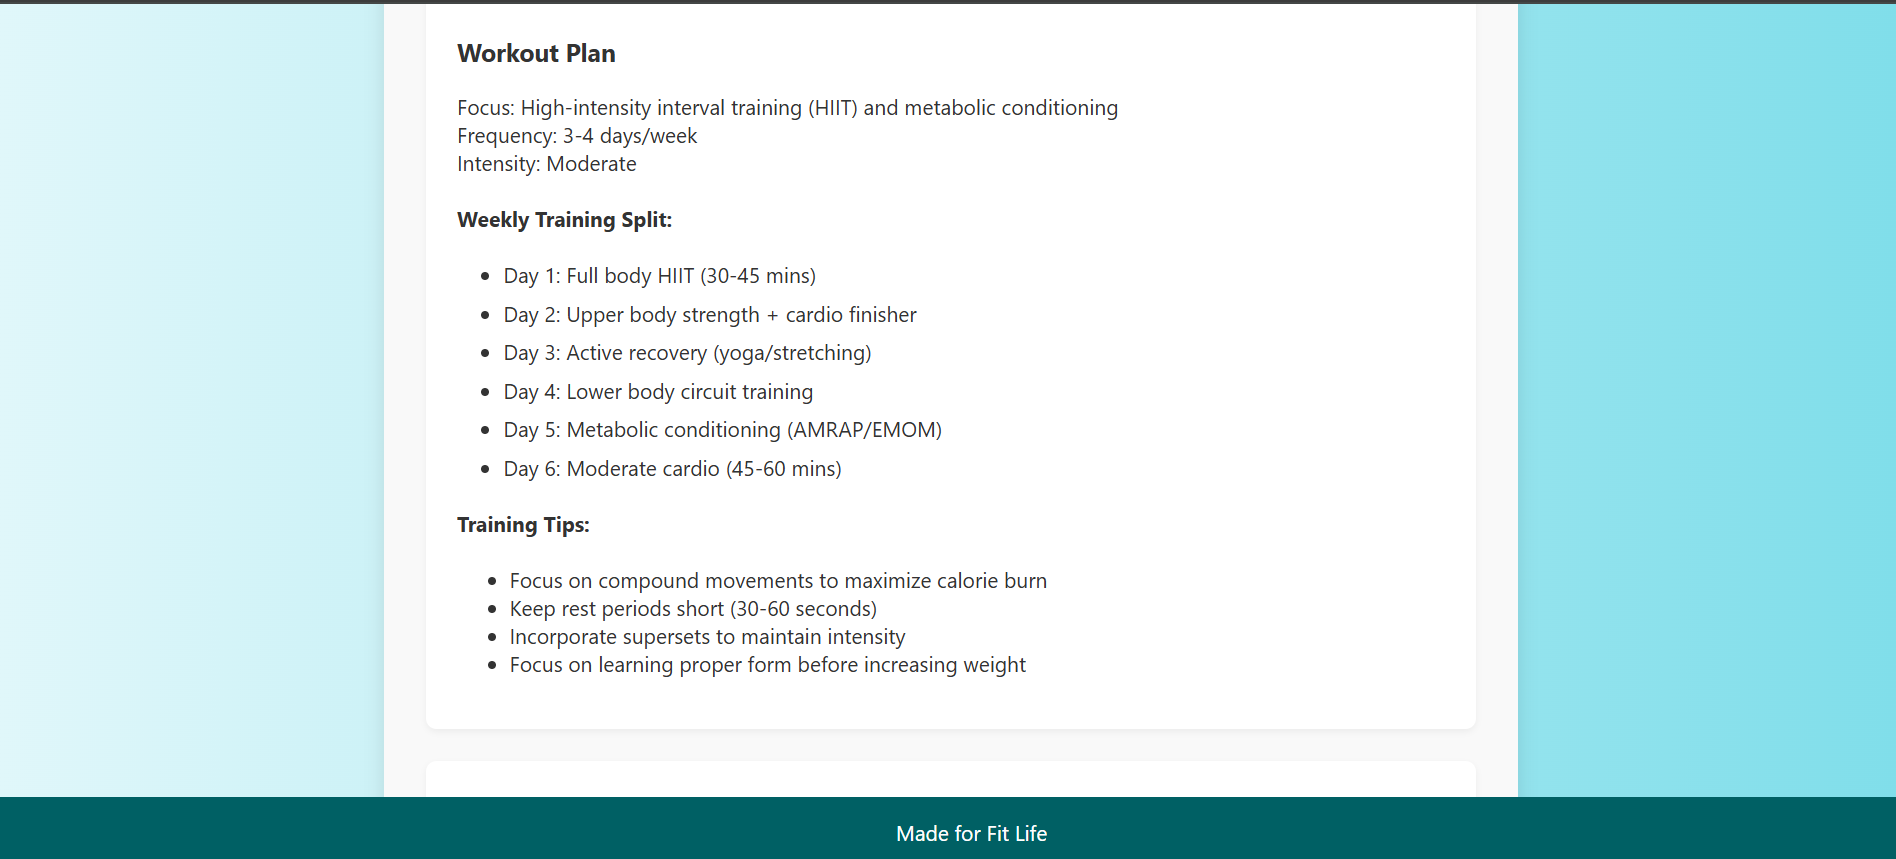 Workout Plan
Focus: High-intensity interval training (HIIT) and metabolic conditioning
Frequency: 3-4 days/week
Intensity: Moderate
Weekly Training Split:
Day 1: Full body HIIT (30-45 mins)
Day 2: Upper body strength + cardio finisher
Day 3: Active recovery (yoga/stretching)
Day 4: Lower body circuit training
Day 5: Metabolic conditioning (AMRAP/EMOM)
Day 6: Moderate cardio (45-60 mins)
Training Tips:
Focus on compound movements to maximize calorie burn
Keep rest periods short (30-60 seconds)
Incorporate supersets to maintain intensity
Focus on learning proper form before increasing weight
Made for Fit Life